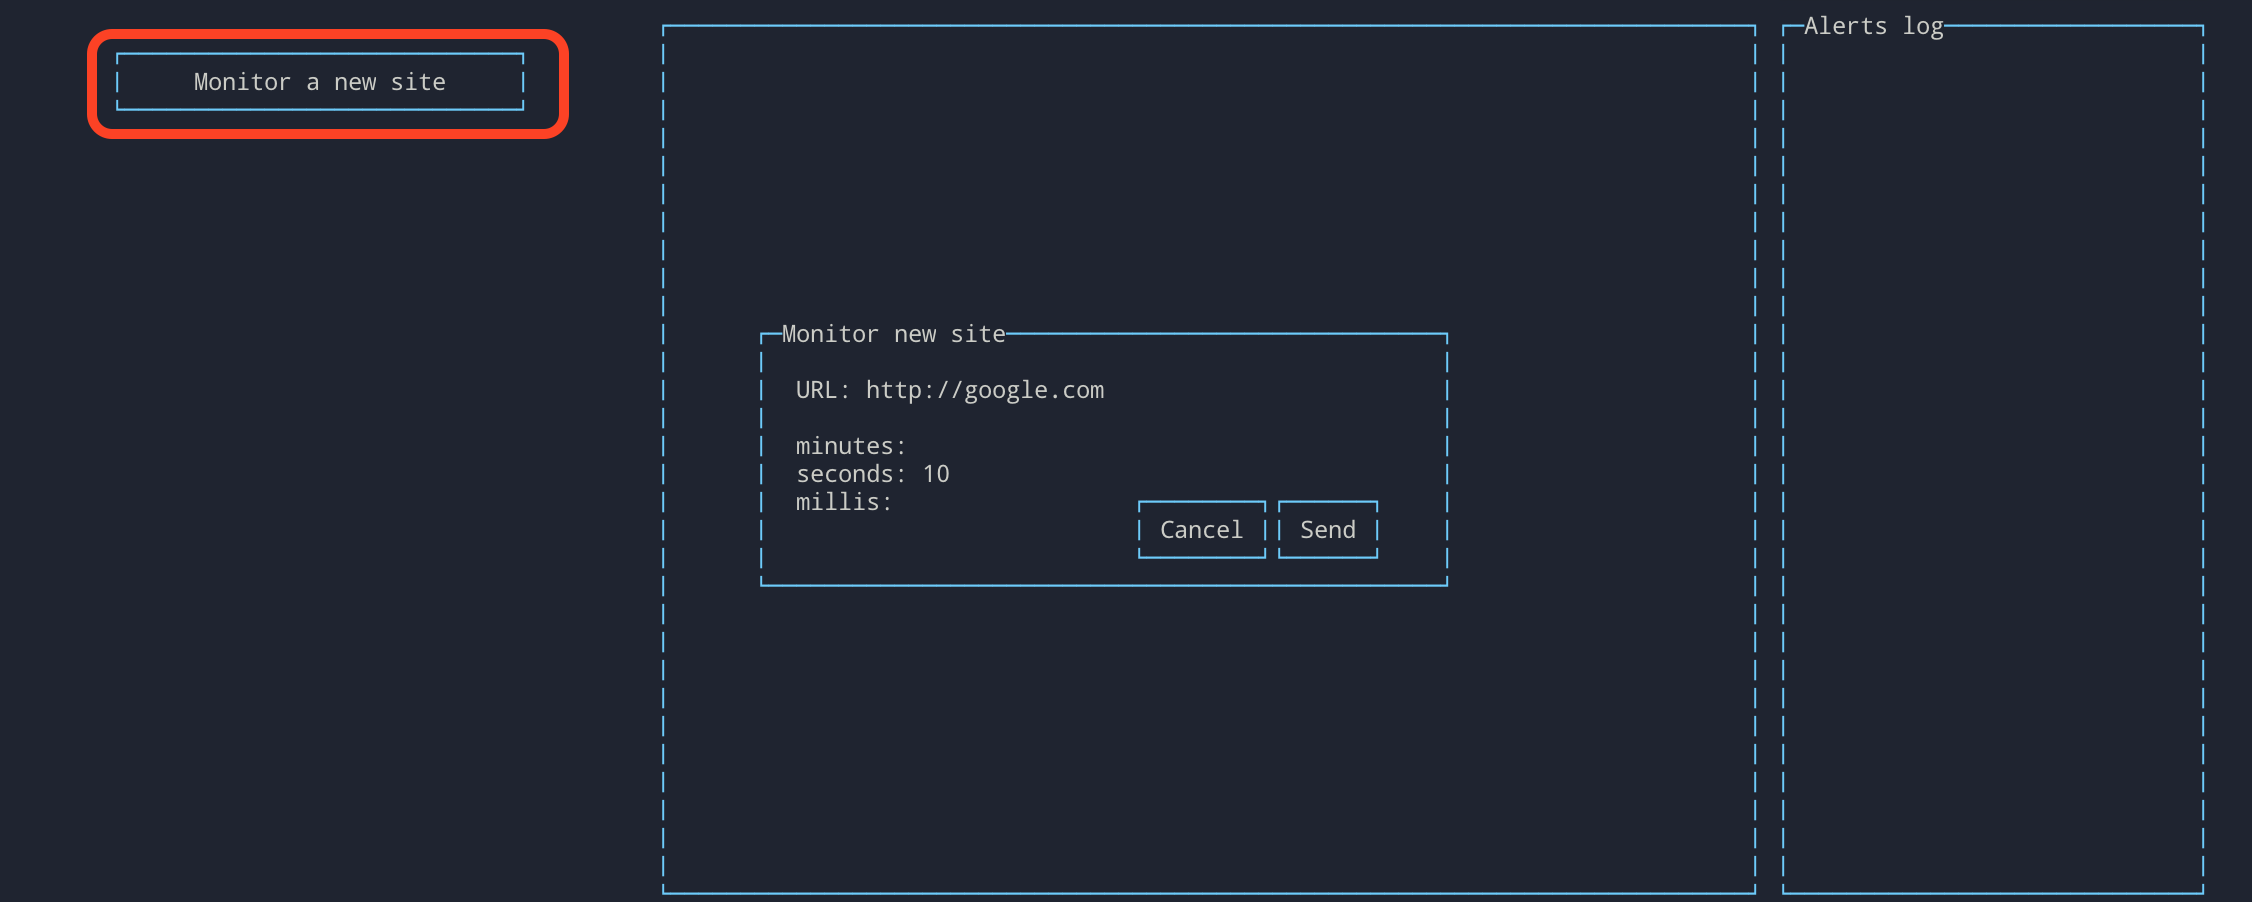 Monitor a new site
Alerts log
Monitor new site
URL: http://google.com
minutes:
seconds: 10
millis:
Cancel
Send